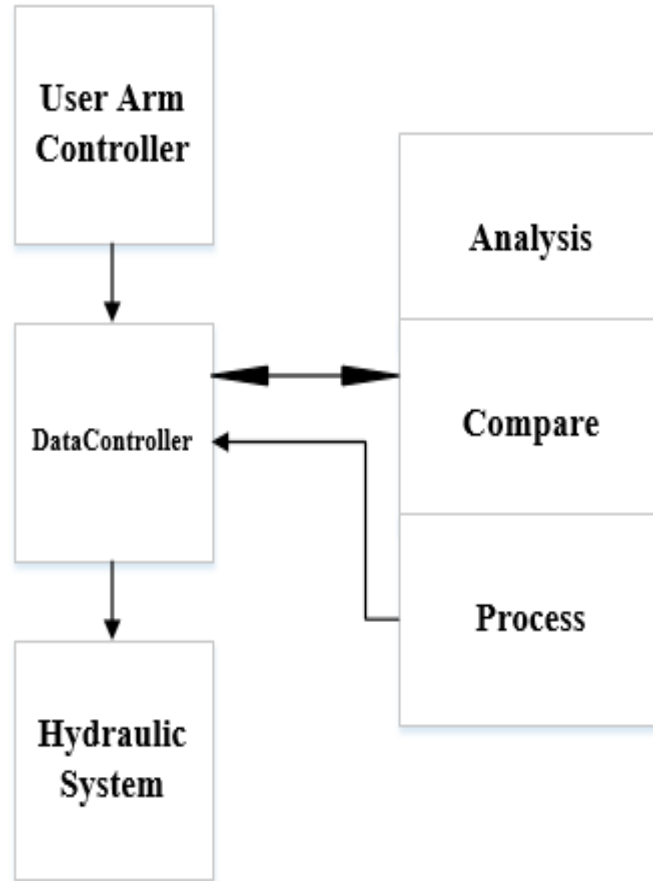 User Arm
Controller
Analysis
DataController
Compare
Process
Hydraulic
System